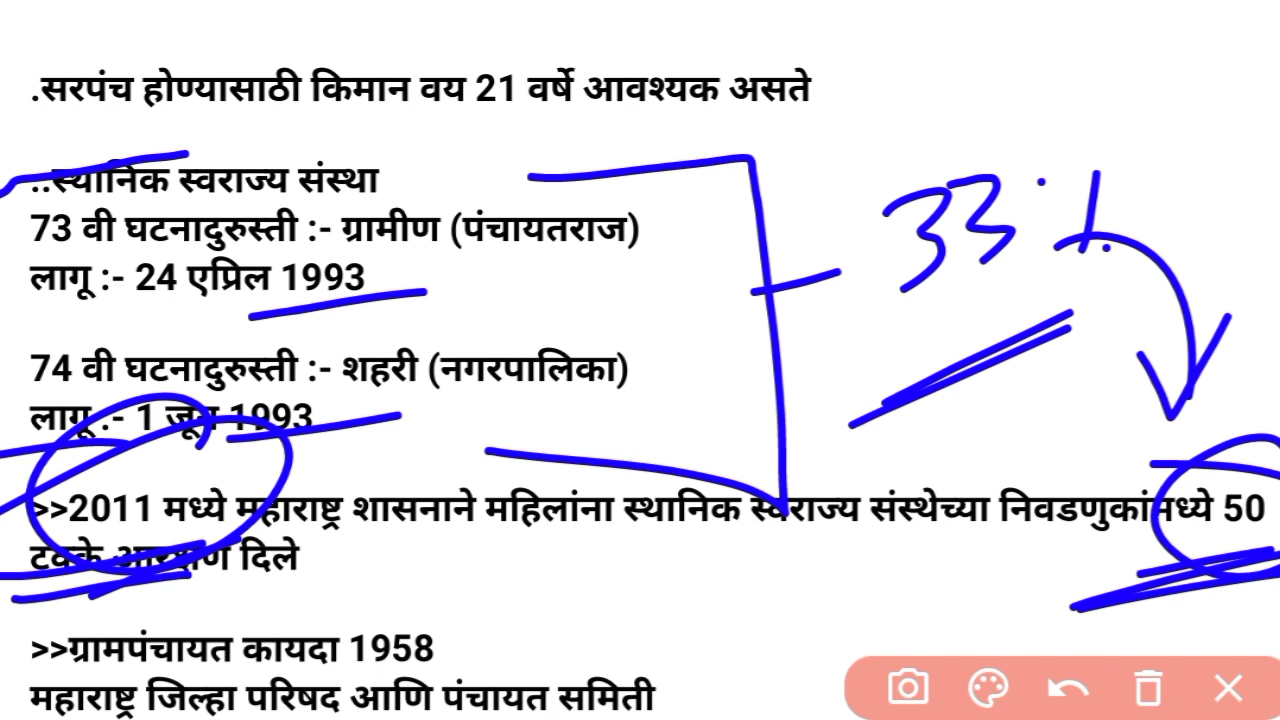 .सरपंच होण्यासाठी किमान वय 21 वर्षे आवश्यक असते
..स्थानिक स्वराज्य संस्था
73 वी घटनादुरुस्ती :- ग्रामीण (पंचायतराज)
लागू :- 24 एप्रिल 1993
33 %
74 वी घटनादुरुस्ती :- शहरी (नगरपालिका)
लागू :- 1 जून 1993
>>2011 मध्ये महाराष्ट्र शासनाने महिलांना स्थानिक स्वराज्य संस्थेच्या निवडणुकांमध्ये 50
टक्के आरक्षण दिले
>>ग्रामपंचायत कायदा 1958
महाराष्ट्र जिल्हा परिषद आणि पंचायत समिती